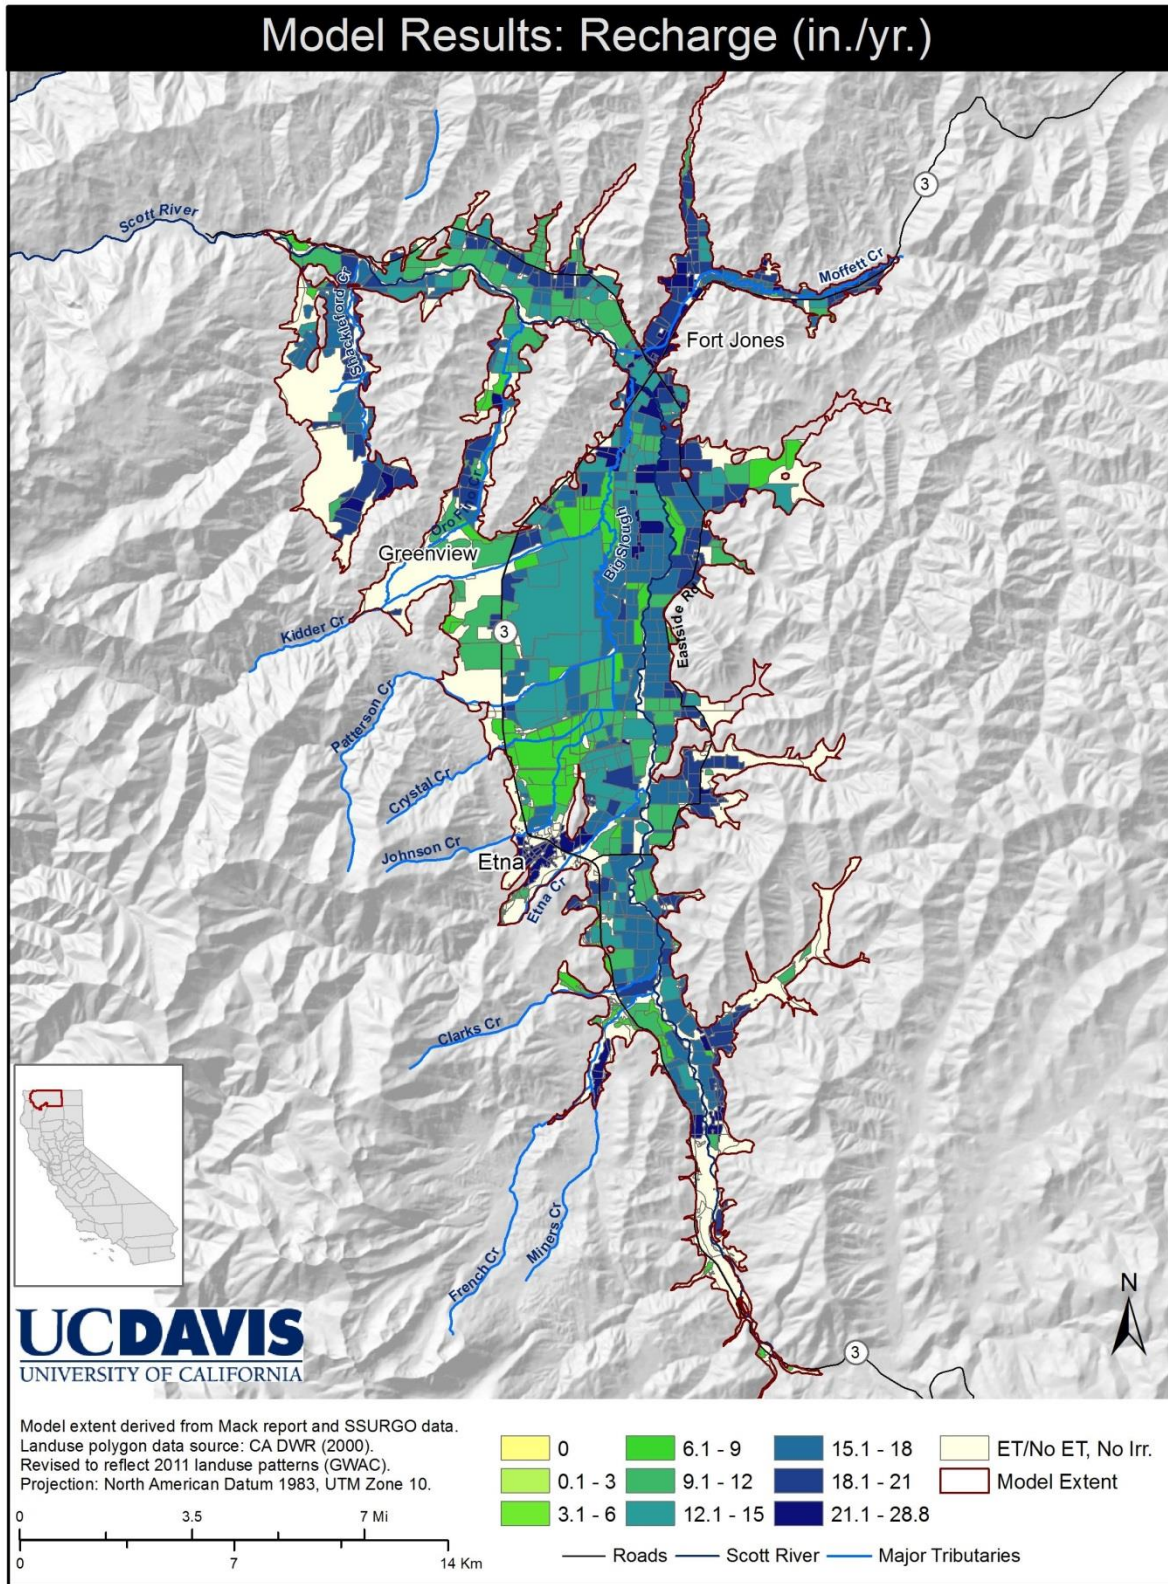 Model Results: Recharge (in./yr.)
3
Scott River
Moffett Cr
Shackleford Cr
Fort Jones
Oro Fino Cr
Big Slough
Greenview
Kidder Cr
3
Eastside Rd
Patterson Cr
Crystal Cr
Johnson Cr
Etna
Etna Cr
Clarks Cr
Miners Cr
French Cr
N
3
UCDAVIS
UNIVERSITY OF CALIFORNIA
Model extent derived from Mack report and SSURGO data.
Landuse polygon data source: CA DWR (2000).
Revised to reflect 2011 landuse patterns (GWAC).
Projection: North American Datum 1983, UTM Zone 10.
0 3.5 7 Mi
0 7 14 Km
0 6.1 - 9 15.1 - 18 ET/No ET, No Irr.
0.1 - 3 9.1 - 12 18.1 - 21 Model Extent
3.1 - 6 12.1 - 15 21.1 - 28.8
Roads Scott River Major Tributaries